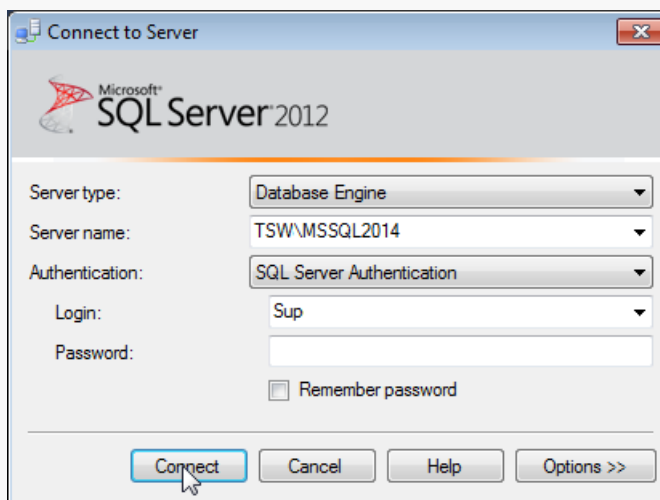 Connect to Server
Microsoft®
SQL Server® 2012
Server type: Database Engine
Server name: TSW\MSSQL2014
Authentication: SQL Server Authentication
Login: Sup
Password:
Remember password
Connect Cancel Help Options >>